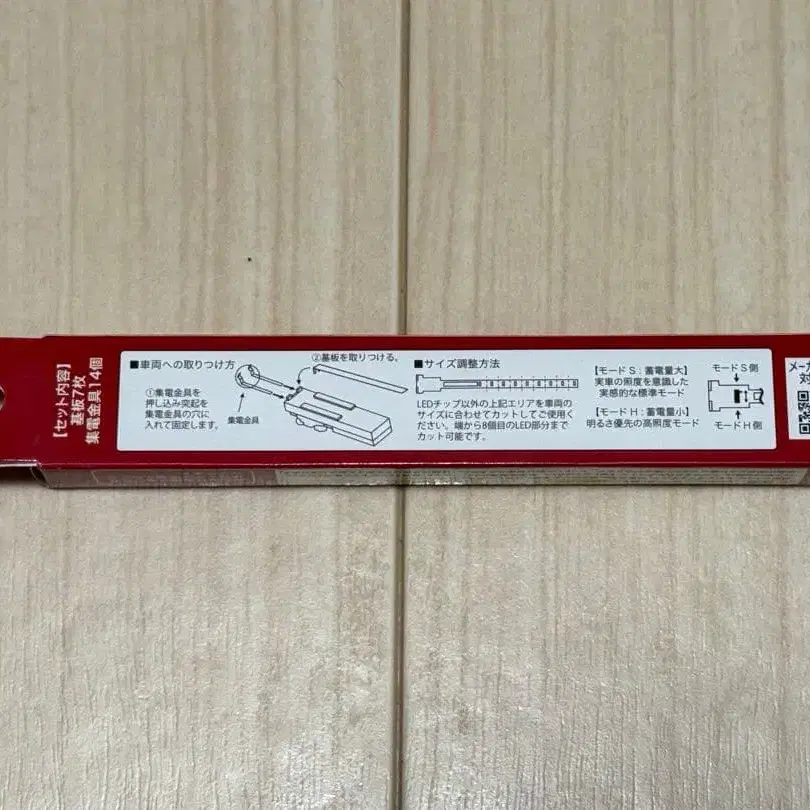 【セット内容】
基板7枚
集電金具14個
■車両への取りつけ方
②基板を取りつける。
①集電金具を
押し込み突起を
集電金具の穴に
入れて固定します。
集電金具
■サイズ調整方法
LEDチップ以外の上記エリアを車両の
サイズに合わせてカットしてご使用く
ださい。端から8個目のLED部分まで
カット可能です。
【モードS：蓄電量大】
実車の照度を意識した
実感的な標準モード
【モードH：蓄電量小】
明るさ優先の高照度モード
モードS側
モードH側
メーカ
対